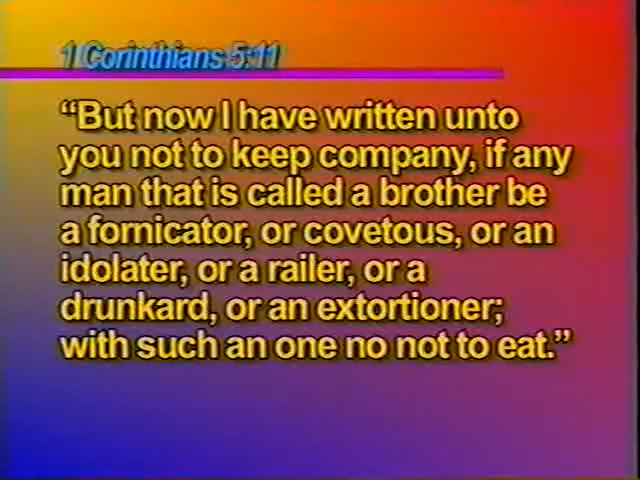 1 Corinthians 5:11
“But now I have written unto
you not to keep company, if any
man that is called a brother be
a fornicator, or covetous, or an
idolater, or a railer, or a
drunkard, or an extortioner;
with such an one no not to eat.”